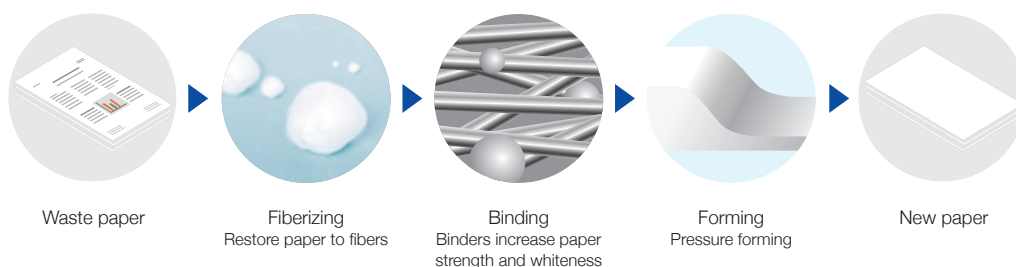 Waste paper
Fiberizing
Restore paper to fibers
Binding
Binders increase paper
strength and whiteness
Forming
Pressure forming
New paper